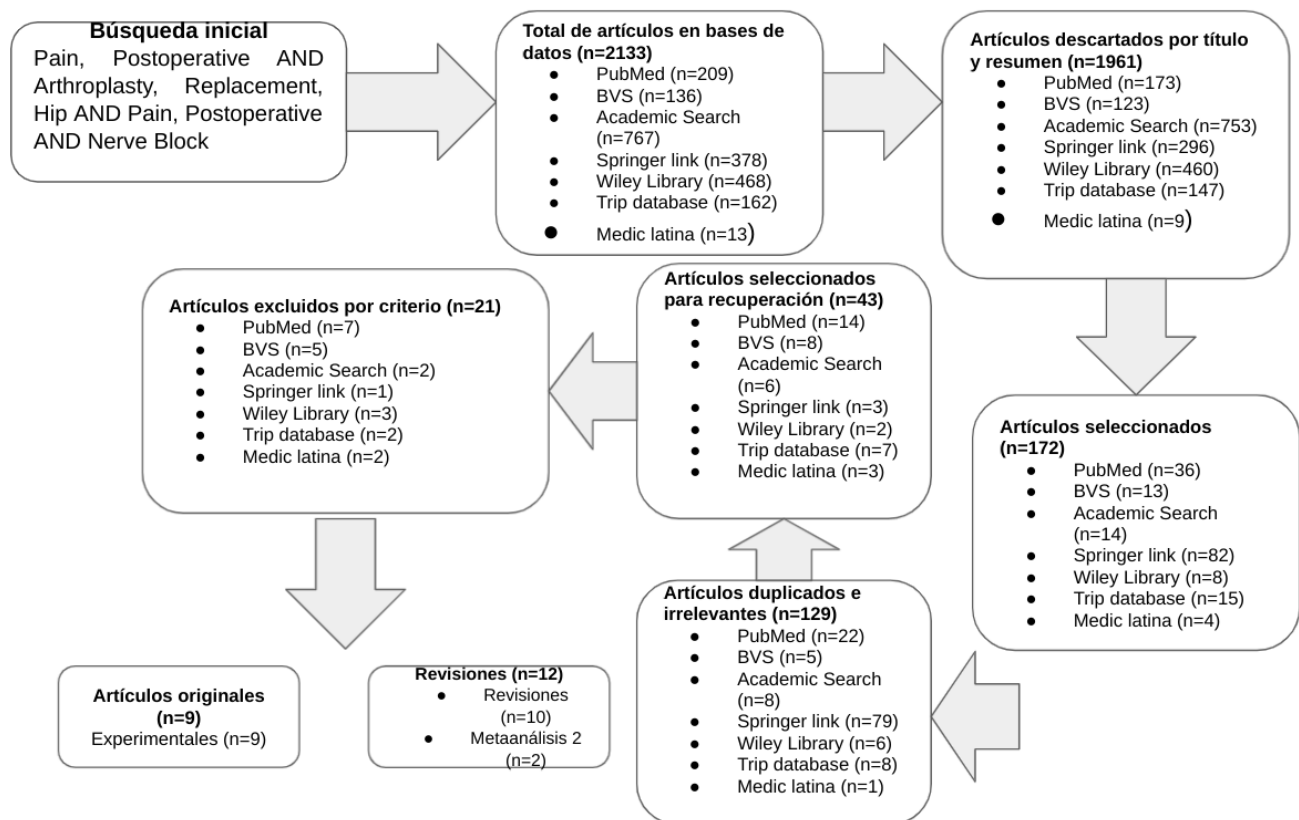 Búsqueda inicial
Pain, Postoperative AND
Arthroplasty, Replacement,
Hip AND Pain, Postoperative
AND Nerve Block
Total de artículos en bases de
datos (n=2133)
● PubMed (n=209)
● BVS (n=136)
● Academic Search
(n=767)
● Springer link (n=378)
● Wiley Library (n=468)
● Trip database (n=162)
● Medic latina (n=13)
Artículos descartados por título
y resumen (n=1961)
● PubMed (n=173)
● BVS (n=123)
● Academic Search (n=753)
● Springer link (n=296)
● Wiley Library (n=460)
● Trip database (n=147)
● Medic latina (n=9)
Artículos seleccionados
(n=172)
● PubMed (n=36)
● BVS (n=13)
● Academic Search
(n=14)
● Springer link (n=82)
● Wiley Library (n=8)
● Trip database (n=15)
● Medic latina (n=4)
Artículos duplicados e
irrelevantes (n=129)
● PubMed (n=22)
● BVS (n=5)
● Academic Search
(n=8)
● Springer link (n=79)
● Wiley Library (n=6)
● Trip database (n=8)
● Medic latina (n=1)
Artículos seleccionados
para recuperación (n=43)
● PubMed (n=14)
● BVS (n=8)
● Academic Search
(n=6)
● Springer link (n=3)
● Wiley Library (n=2)
● Trip database (n=7)
● Medic latina (n=3)
Artículos excluidos por criterio (n=21)
● PubMed (n=7)
● BVS (n=5)
● Academic Search (n=2)
● Springer link (n=1)
● Wiley Library (n=3)
● Trip database (n=2)
● Medic latina (n=2)
Artículos originales
(n=9)
Experimentales (n=9)
Revisiones (n=12)
● Revisiones
(n=10)
● Metaanálisis 2
(n=2)